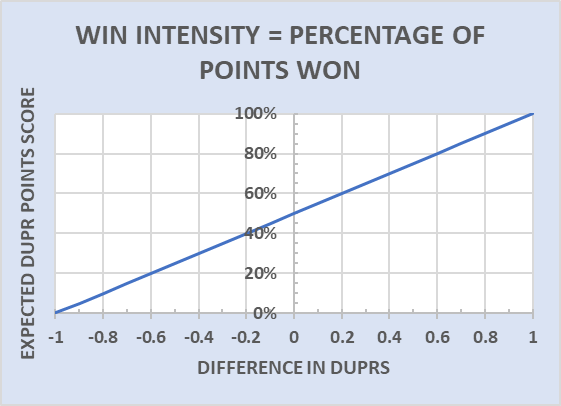 WIN INTENSITY = PERCENTAGE OF
POINTS WON
EXPECTED DUPR POINTS SCORE
100%
80%
60%
40%
20%
0%
-1 -0.8 -0.6 -0.4 -0.2 0 0.2 0.4 0.6 0.8 1
DIFFERENCE IN DUPRS